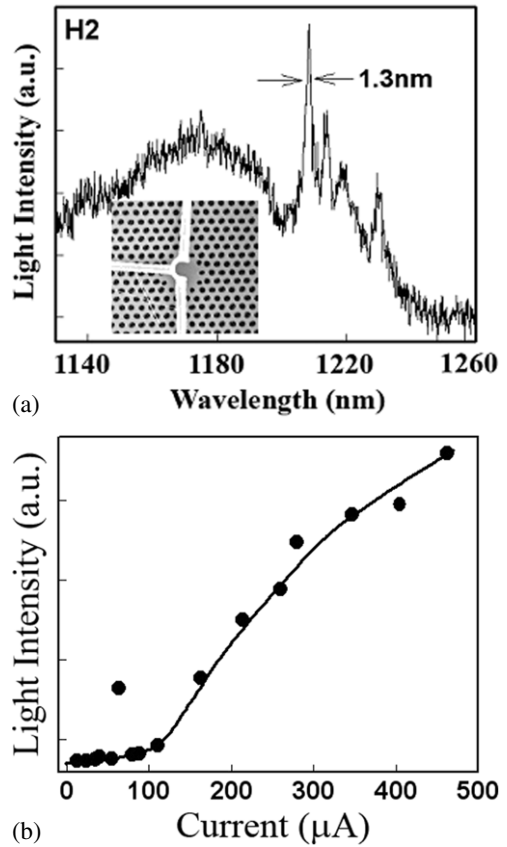 H2
1.3nm
Light Intensity (a.u.)
1140 1180 1220 1260
Wavelength (nm)
(a)
Light Intensity (a.u.)
0 100 200 300 400 500
Current (μA)
(b)